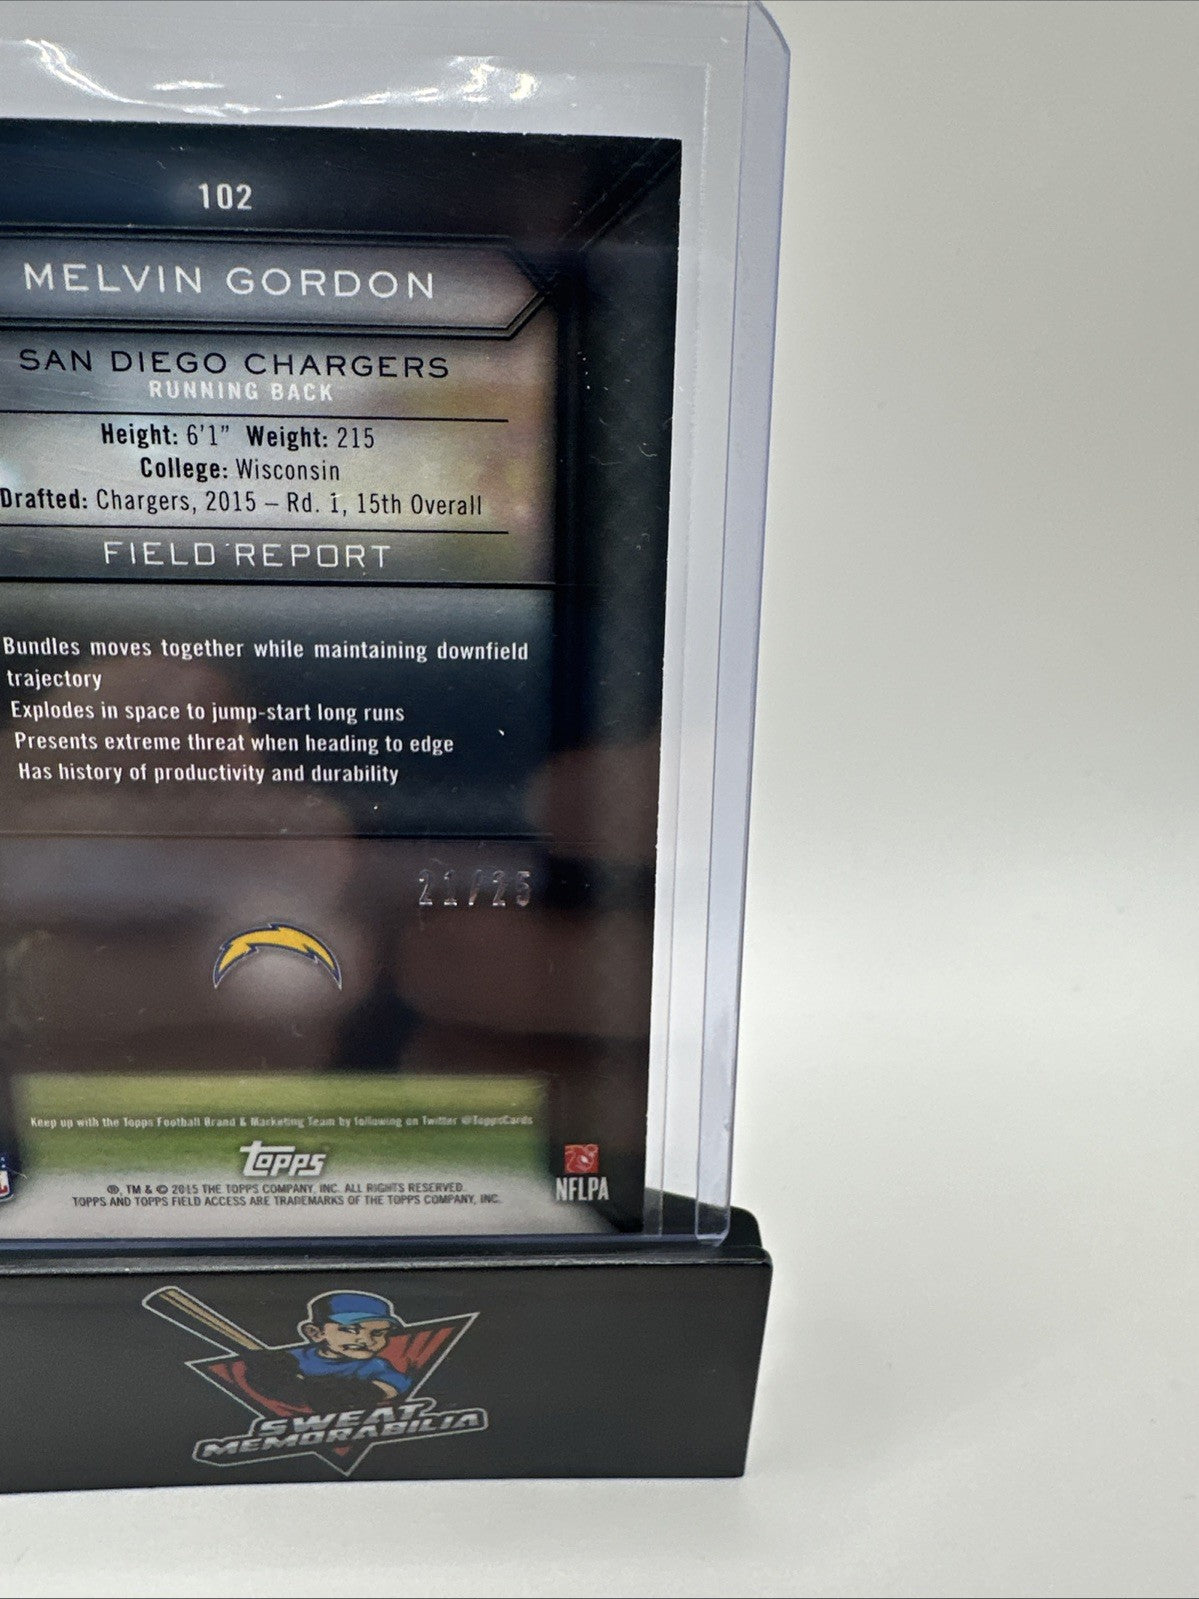 102
MELVIN GORDON
SAN DIEGO CHARGERS
RUNNING BACK
Height: 6'1" Weight: 215
College: Wisconsin
Drafted: Chargers, 2015 – Rd. 1, 15th Overall
FIELD REPORT
Bundles moves together while maintaining downfield
trajectory
Explodes in space to jump-start long runs
Presents extreme threat when heading to edge
Has history of productivity and durability
21/25
Keep up with the Topps Football Brand & Marketing Team by following on Twitter @ToppsCards
Topps
®, TM & © 2015 THE TOPPS COMPANY, INC. ALL RIGHTS RESERVED.
TOPPS AND TOPPS FIELD ACCESS ARE TRADEMARKS OF THE TOPPS COMPANY, INC.
NFLPA
SWEAT
MEMORABILIA